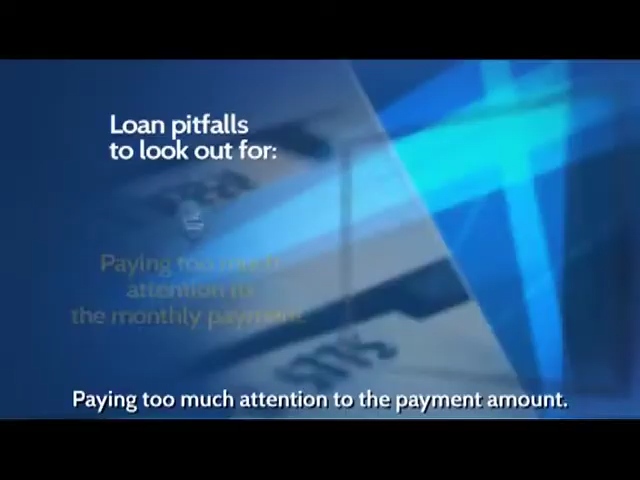 Loan pitfalls
to look out for:
Paying too much
attention to
the monthly payment.
Paying too much attention to the payment amount.